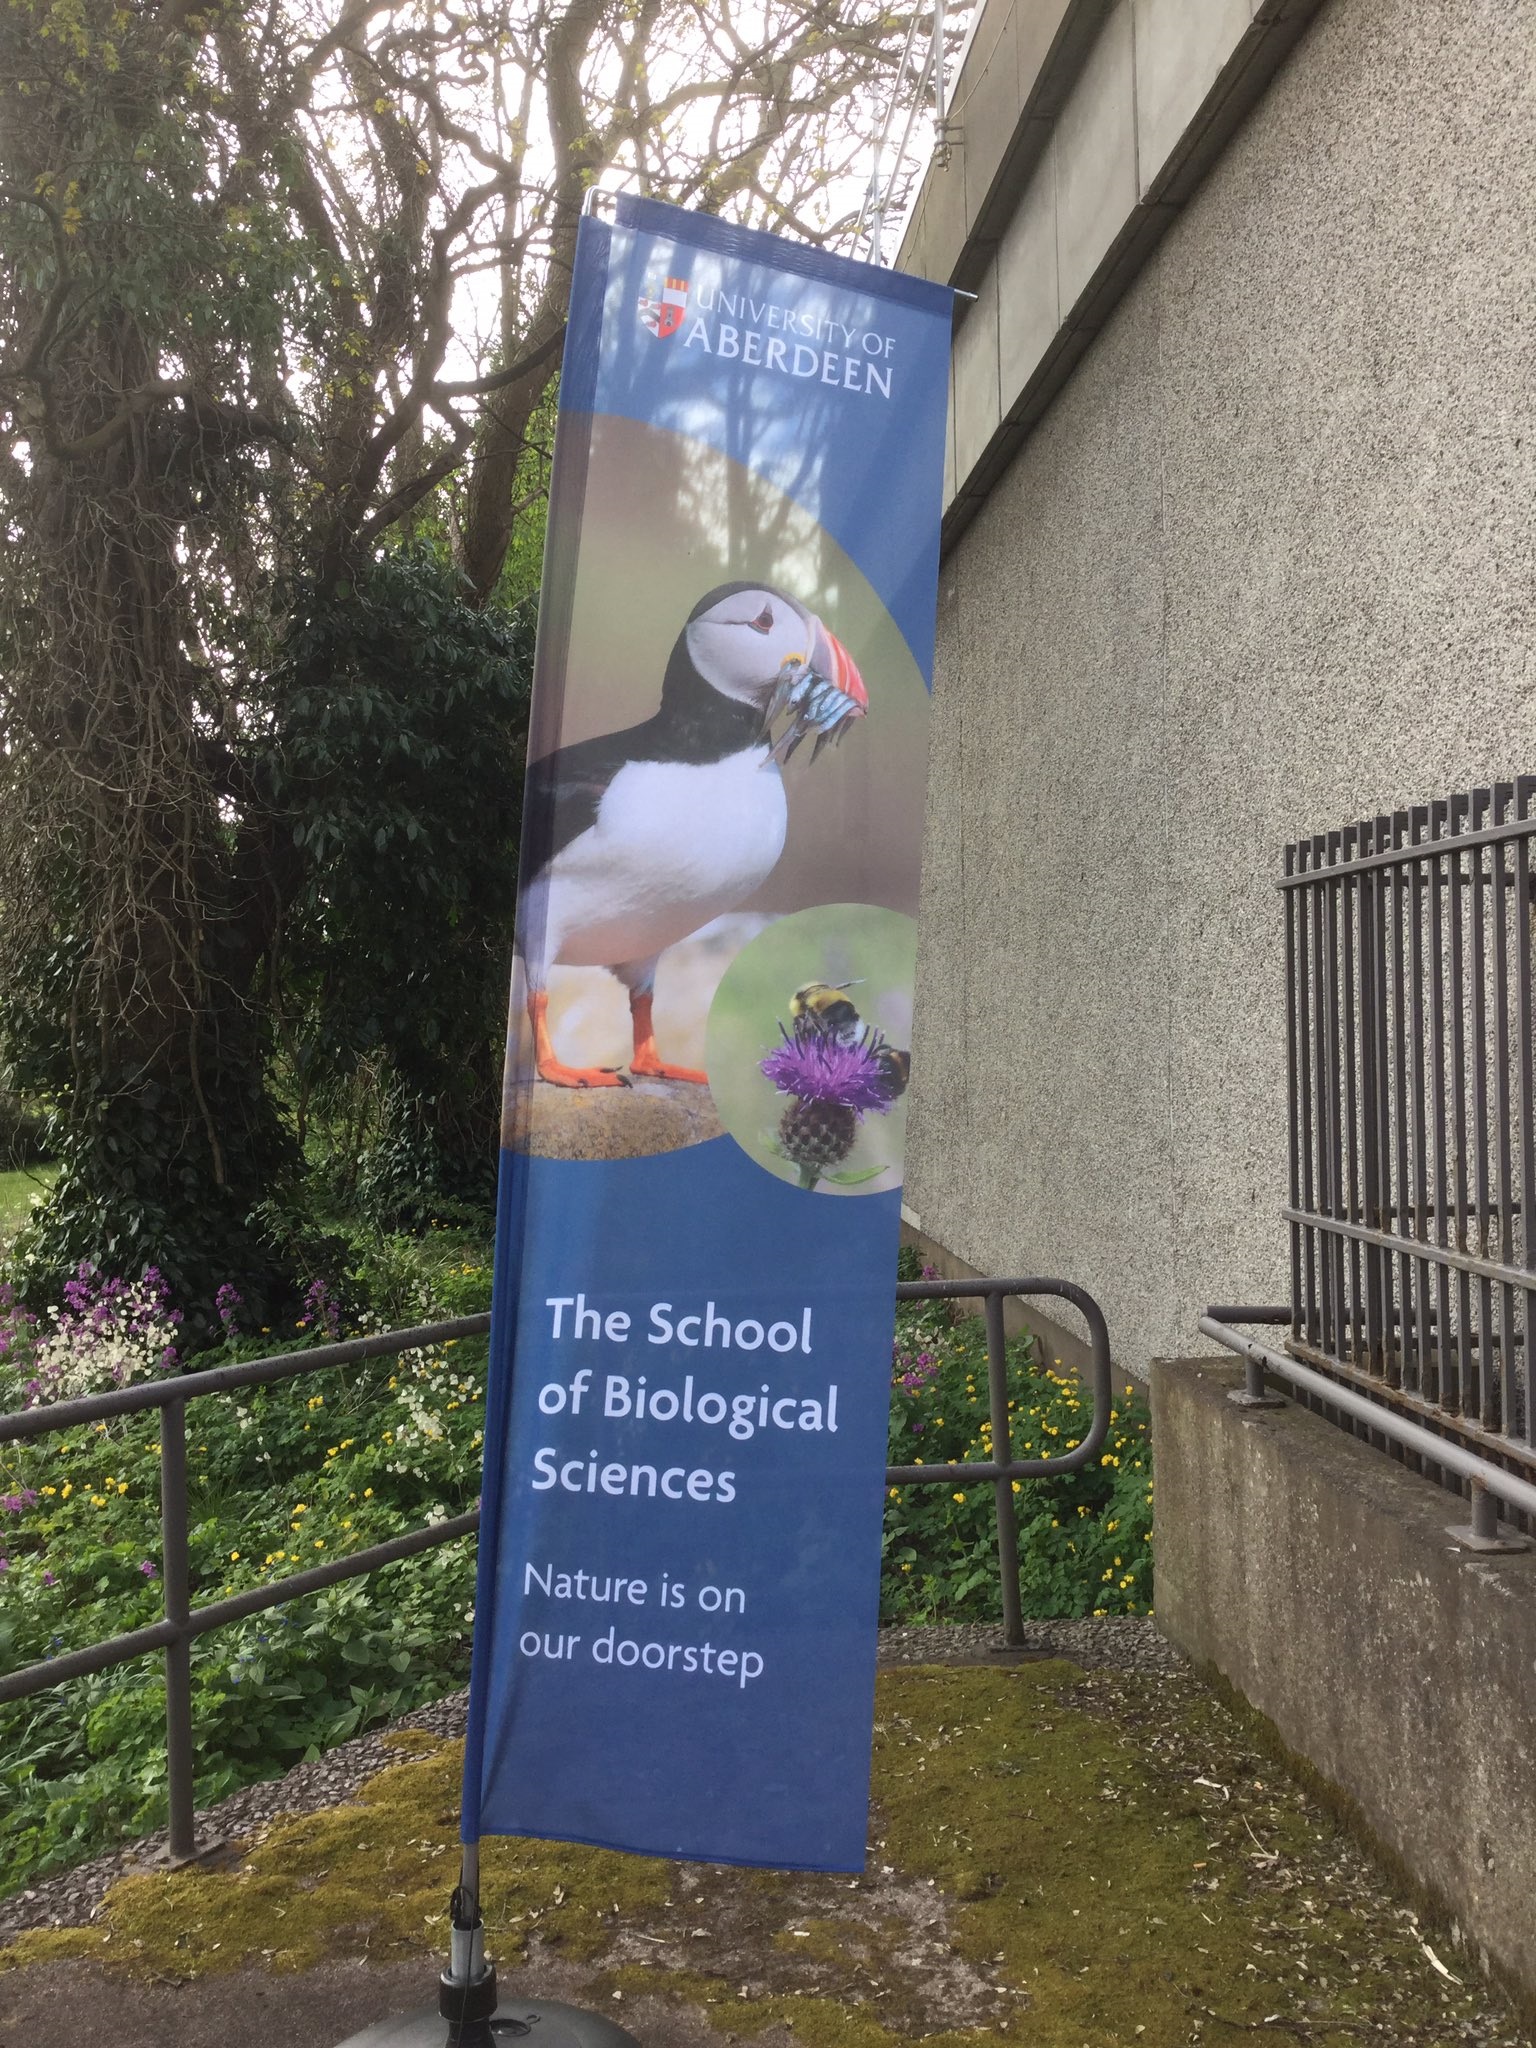 UNIVERSITY OF
ABERDEEN
The School
of Biological
Sciences
Nature is on
our doorstep